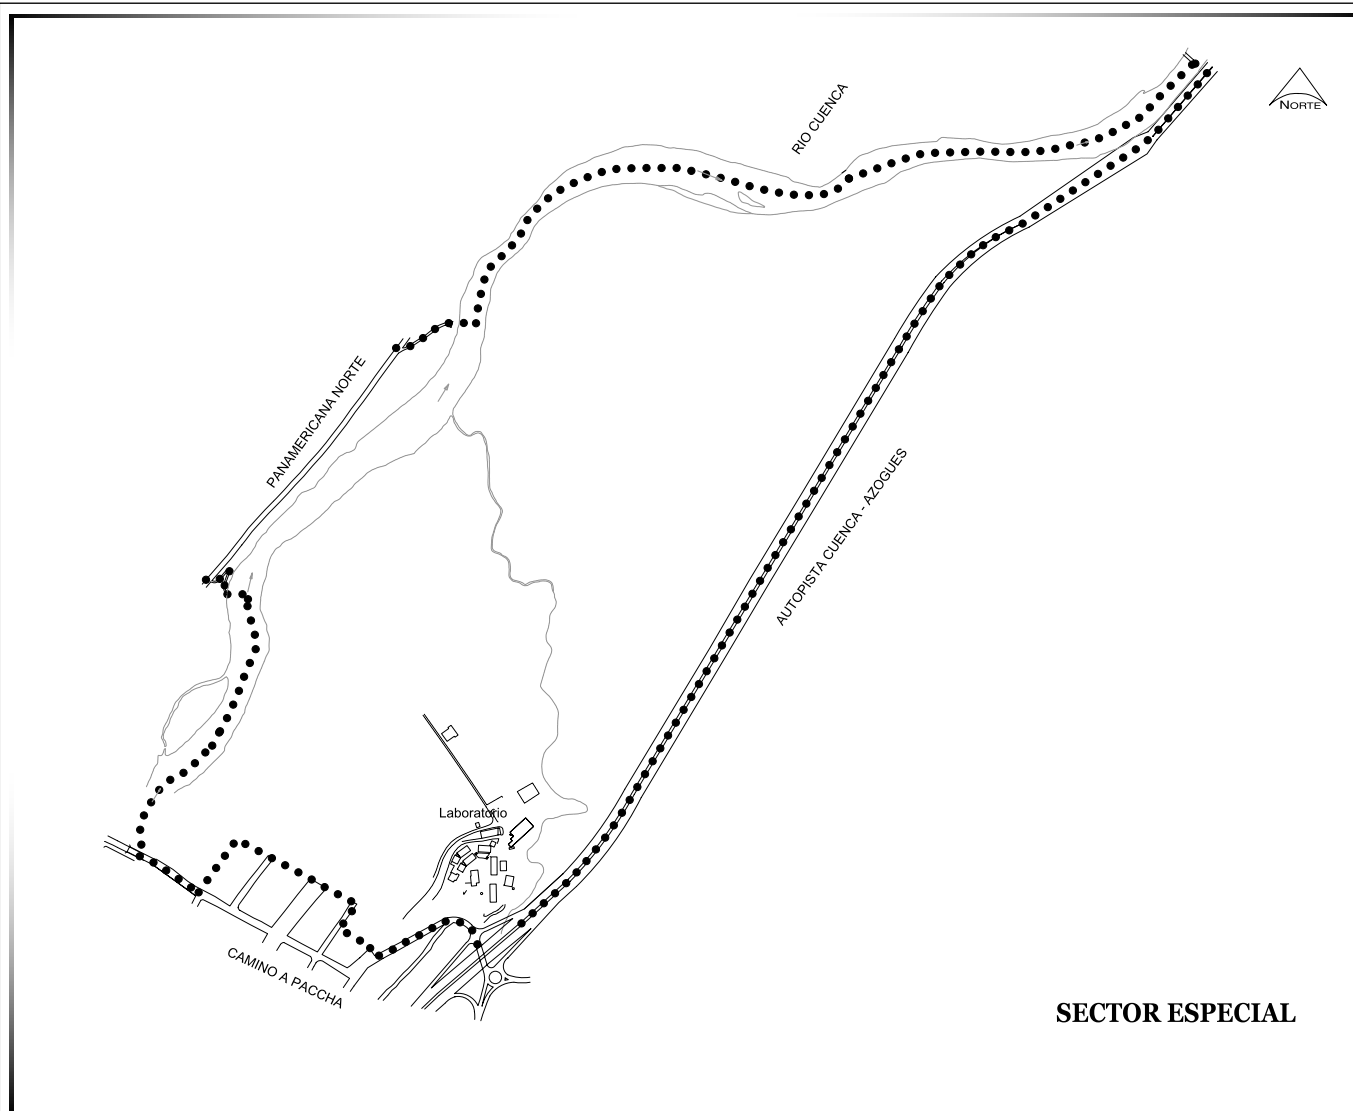 RIO CUENCA
NORTE
PANAMERICANA NORTE
AUTOPISTA CUENCA - AZOGUES
Laboratorio
CAMINO A PACCHA
SECTOR ESPECIAL